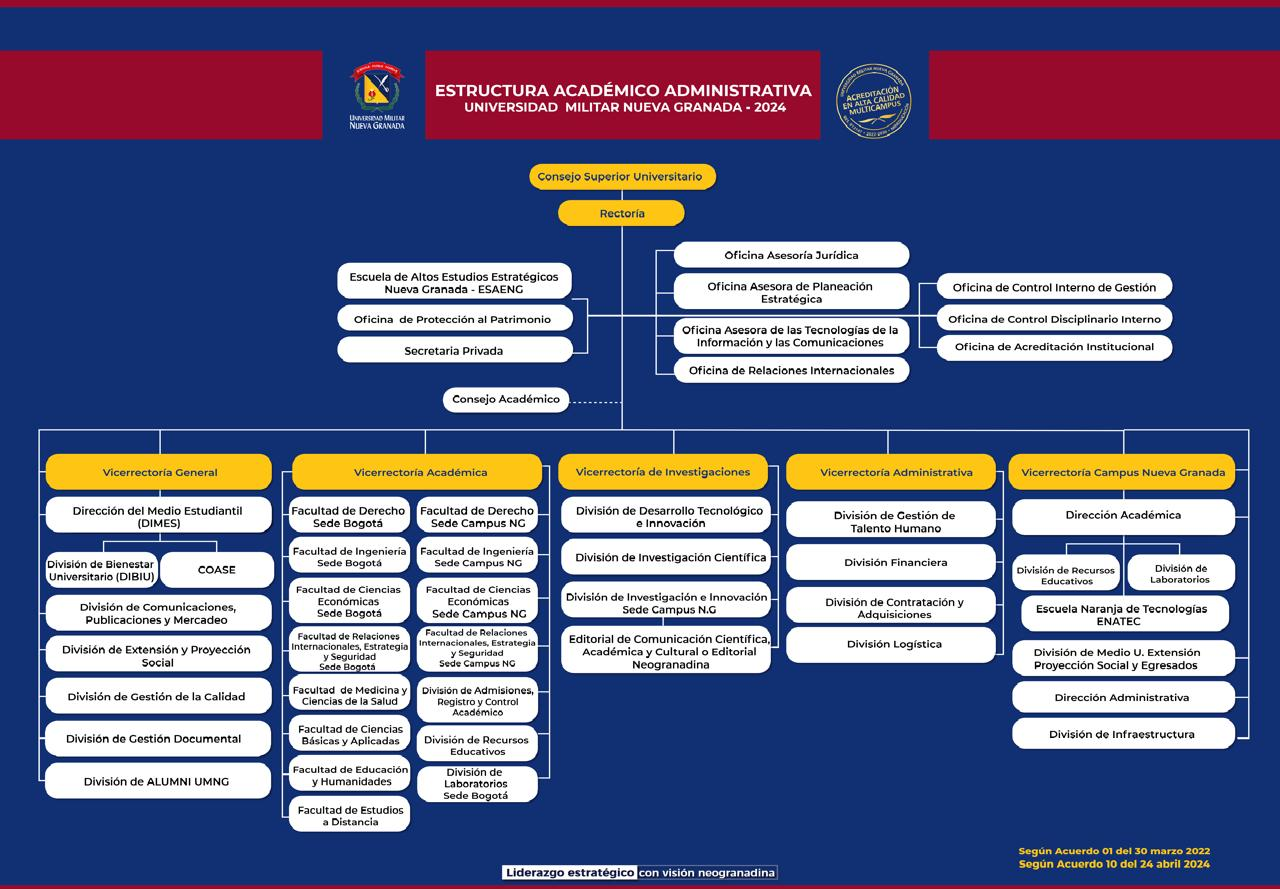 ESTRUCTURA ACADÉMICO ADMINISTRATIVA
UNIVERSIDAD MILITAR NUEVA GRANADA - 2024
UNIVERSIDAD MILITAR
NUEVA GRANADA
ACREDITACIÓN
EN ALTA CALIDAD
MULTICAMPUS
Consejo Superior Universitario
Rectoría
Escuela de Altos Estudios Estratégicos
Nueva Granada - ESAENG
Oficina de Protección al Patrimonio
Secretaria Privada
Oficina Asesoría Jurídica
Oficina Asesora de Planeación
Estratégica
Oficina Asesora de las Tecnologías de la
Información y las Comunicaciones
Oficina de Relaciones Internacionales
Oficina de Control Interno de Gestión
Oficina de Control Disciplinario Interno
Oficina de Acreditación Institucional
Consejo Académico
Vicerrectoría General
Dirección del Medio Estudiantil
(DIMES)
División de Bienestar
Universitario (DIBIU)
COASE
División de Comunicaciones,
Publicaciones y Mercadeo
División de Extensión y Proyección
Social
División de Gestión de la Calidad
División de Gestión Documental
División de ALUMNI UMNG
Vicerrectoría Académica
Facultad de Derecho
Sede Bogotá
Facultad de Ingeniería
Sede Bogotá
Facultad de Ciencias
Económicas
Sede Bogotá
Facultad de Relaciones
Internacionales, Estrategia
y Seguridad
Sede Bogotá
Facultad de Medicina y
Ciencias de la Salud
Facultad de Ciencias
Básicas y Aplicadas
Facultad de Educación
y Humanidades
Facultad de Estudios
a Distancia
Facultad de Derecho
Sede Campus NG
Facultad de Ingeniería
Sede Campus NG
Facultad de Ciencias
Económicas
Sede Campus NG
Facultad de Relaciones
Internacionales, Estrategia
y Seguridad
Sede Campus NG
División de Admisiones,
Registro y Control
Académico
División de Recursos
Educativos
División de
Laboratorios
Sede Bogotá
Vicerrectoría de Investigaciones
División de Desarrollo Tecnológico
e Innovación
División de Investigación Científica
División de Investigación e Innovación
Sede Campus N.G
Editorial de Comunicación Científica,
Académica y Cultural o Editorial
Neogranadina
Vicerrectoría Administrativa
División de Gestión de
Talento Humano
División Financiera
División de Contratación y
Adquisiciones
División Logística
Vicerrectoría Campus Nueva Granada
Dirección Académica
División de Recursos
Educativos
División de
Laboratorios
Escuela Naranja de Tecnologías
ENATEC
División de Medio U. Extensión
Proyección Social y Egresados
Dirección Administrativa
División de Infraestructura
Según Acuerdo 01 del 30 marzo 2022
Según Acuerdo 10 del 24 abril 2024
Liderazgo estratégico con visión neogranadina